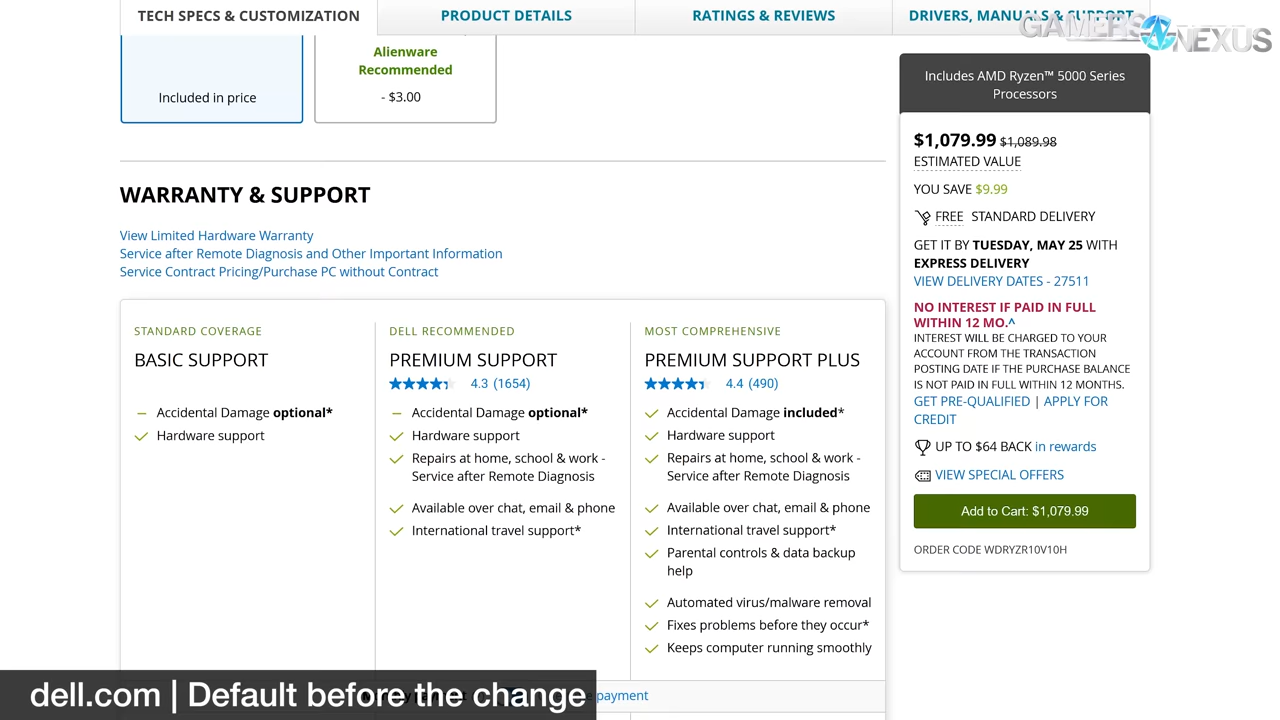 TECH SPECS & CUSTOMIZATION
PRODUCT DETAILS
RATINGS & REVIEWS
DRIVERS, MANUALS & SUPPORT
GAMERS NEXUS
Included in price
Alienware
Recommended
- $3.00
WARRANTY & SUPPORT
View Limited Hardware Warranty
Service after Remote Diagnosis and Other Important Information
Service Contract Pricing/Purchase PC without Contract
STANDARD COVERAGE
BASIC SUPPORT
Accidental Damage optional*
Hardware support
DELL RECOMMENDED
PREMIUM SUPPORT
4.3 (1654)
Accidental Damage optional*
Hardware support
Repairs at home, school & work -
Service after Remote Diagnosis
Available over chat, email & phone
International travel support*
MOST COMPREHENSIVE
PREMIUM SUPPORT PLUS
4.4 (490)
Accidental Damage included*
Hardware support
Repairs at home, school & work -
Service after Remote Diagnosis
Available over chat, email & phone
International travel support*
Parental controls & data backup
help
Automated virus/malware removal
Fixes problems before they occur*
Keeps computer running smoothly
payment
Includes AMD Ryzen™ 5000 Series
Processors
$1,079.99 $1,089.98
ESTIMATED VALUE
YOU SAVE $9.99
FREE STANDARD DELIVERY
GET IT BY TUESDAY, MAY 25 WITH
EXPRESS DELIVERY
VIEW DELIVERY DATES - 27511
NO INTEREST IF PAID IN FULL
WITHIN 12 MO.^
INTEREST WILL BE CHARGED TO YOUR
ACCOUNT FROM THE TRANSACTION
POSTING DATE IF THE PURCHASE BALANCE
IS NOT PAID IN FULL WITHIN 12 MONTHS.
GET PRE-QUALIFIED | APPLY FOR
CREDIT
UP TO $64 BACK in rewards
VIEW SPECIAL OFFERS
Add to Cart: $1,079.99
ORDER CODE WDRYZR10V10H
dell.com | Default before the change